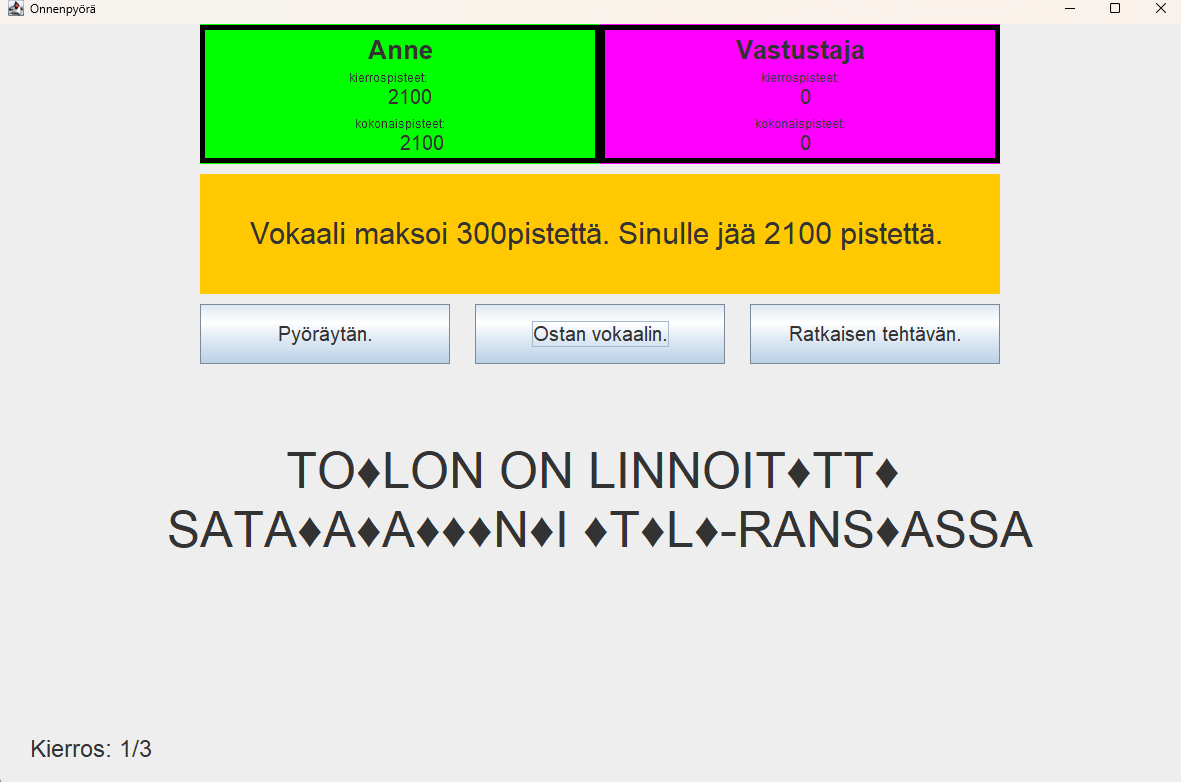 Onnenpyörä
Anne
kierrospisteet:
2100
kokonaispisteet:
2100
Vastustaja
kierrospisteet:
0
kokonaispisteet:
0
Vokaali maksoi 300pistettä. Sinulle jää 2100 pistettä.
Pyöräytän.
Ostan vokaalin.
Ratkaisen tehtävän.
TO♦LON ON LINNOIT♦TT♦
SATA♦A♦A♦♦♦N♦I ♦T♦L♦-RANS♦ASSA
Kierros: 1/3